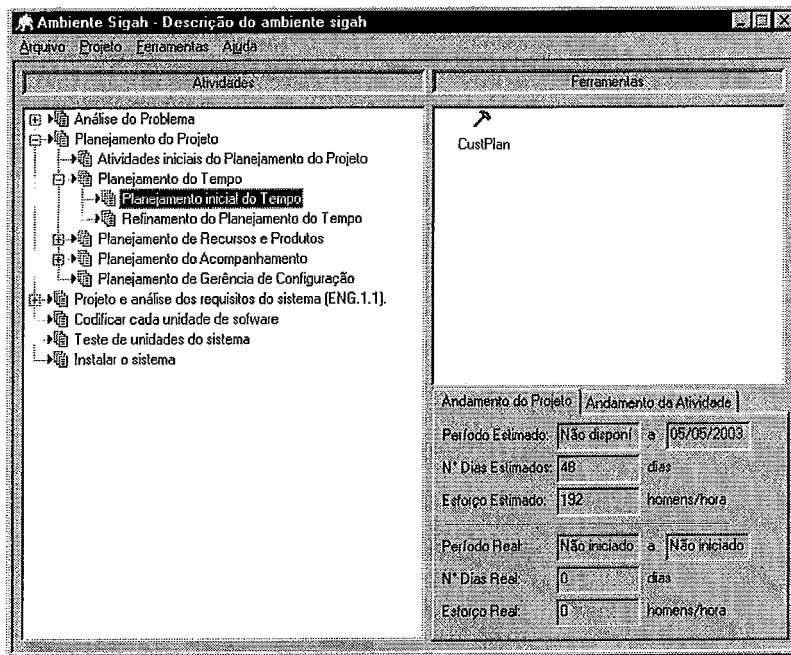 Ambiente Sigah - Descrição do ambiente sigah
Arquivo Projeto Ferramentas Ajuda
Atividades
Análise do Problema
Planejamento do Projeto
Atividades iniciais do Planejamento do Projeto
Planejamento do Tempo
Planejamento inicial do Tempo
Refinamento do Planejamento do Tempo
Planejamento de Recursos e Produtos
Planejamento do Acompanhamento
Planejamento de Gerência de Configuração
Projeto e análise dos requisitos do sistema (ENG.1.1).
Codificar cada unidade de sofware
Teste de unidades do sistema
Instalar o sistema
Ferramentas
CustPlan
Andamento do Projeto Andamento da Atividade
Período Estimado: Não disponí a 05/05/2003
N° Dias Estimados: 48 dias
Esforço Estimado: 192 homens/hora
Período Real: Não iniciado a Não iniciado
N° Dias Real: 0 dias
Esforço Real: 0 homens/hora